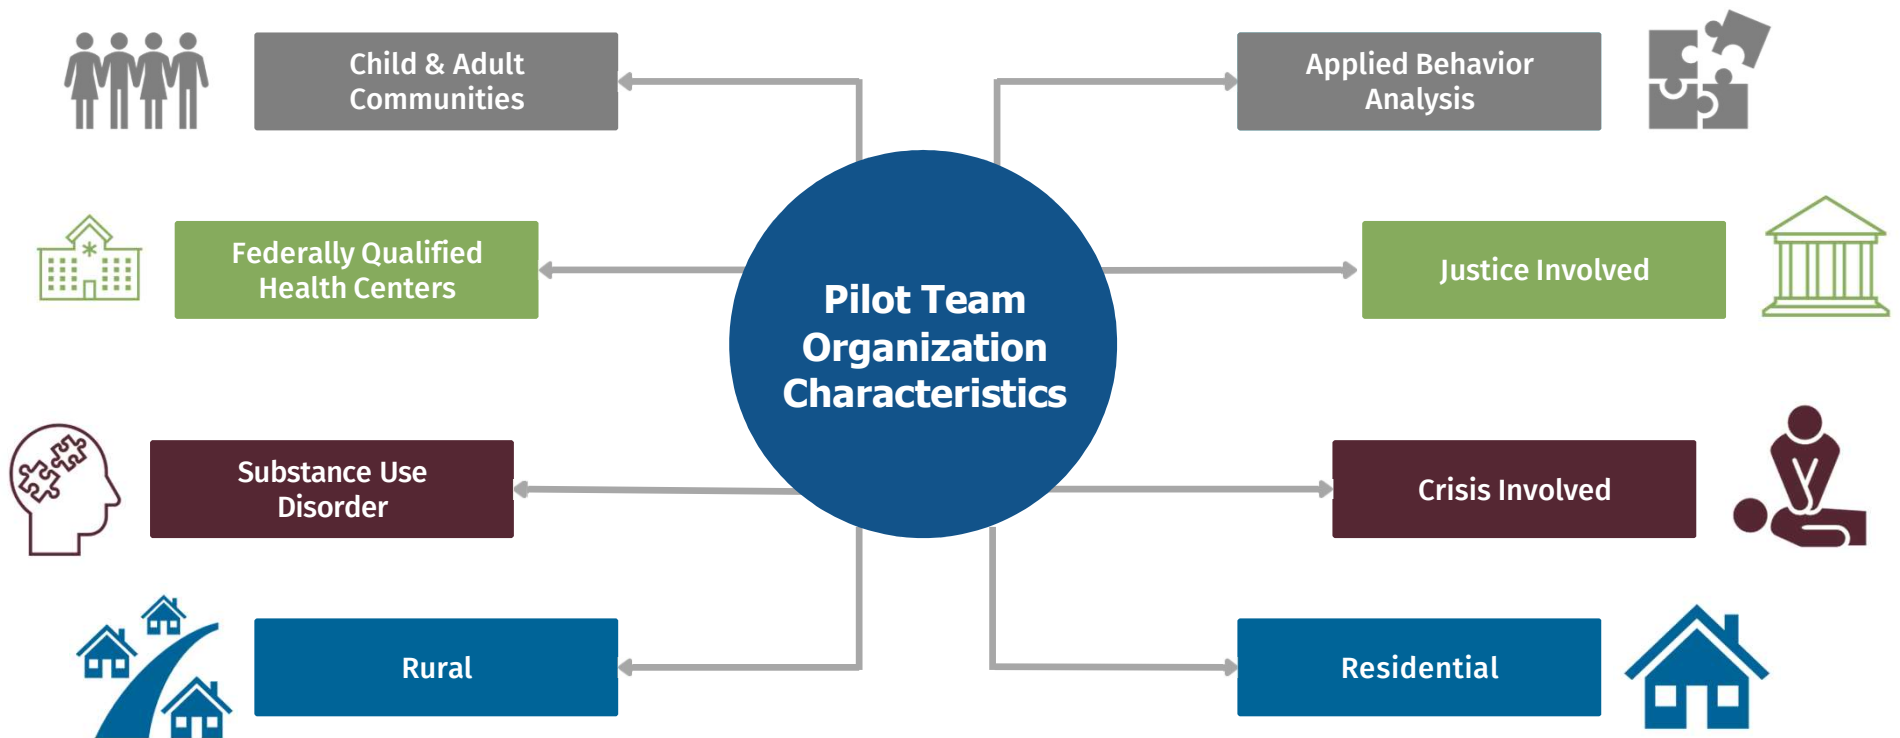 Child & Adult
Communities
Applied Behavior
Analysis
Federally Qualified
Health Centers
Justice Involved
Pilot Team
Organization
Characteristics
Substance Use
Disorder
Crisis Involved
Rural
Residential